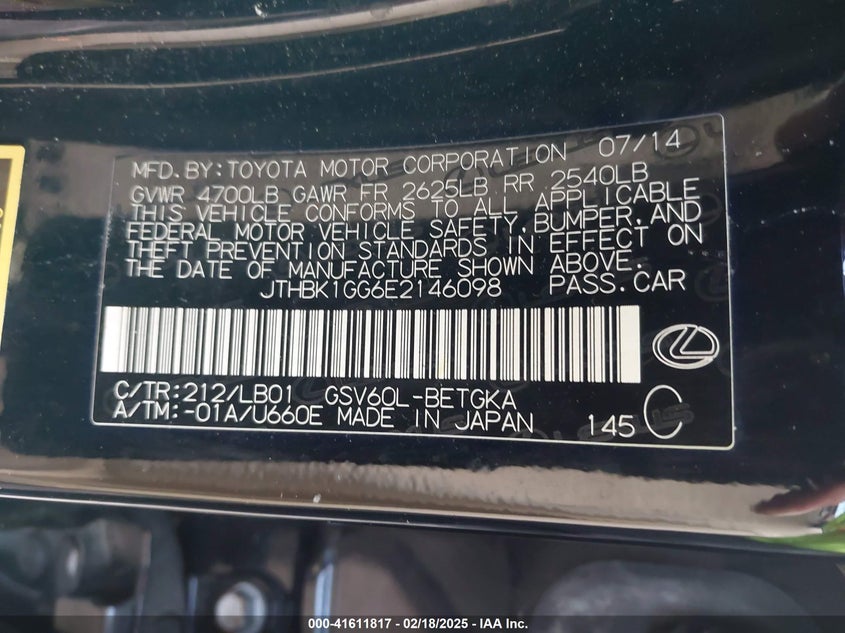 MFD.BY:TOYOTA MOTOR CORPORATION 07/14
GVWR 4700LB GAWR FR 2625LB RR 2540LB
THIS VEHICLE CONFORMS TO ALL APPLICABLE
FEDERAL MOTOR VEHICLE SAFETY,BUMPER,AND
THEFT PREVENTION STANDARDS IN EFFECT ON
THE DATE OF MANUFACTURE SHOWN ABOVE.
JTHBK1GG6E2146098 PASS.CAR
C/TR:212/LB01 GSV60L-BETGKA
A/TM:-01A/U660E MADE IN JAPAN 145 C
000-41611817 - 02/18/2025 - IAA Inc.